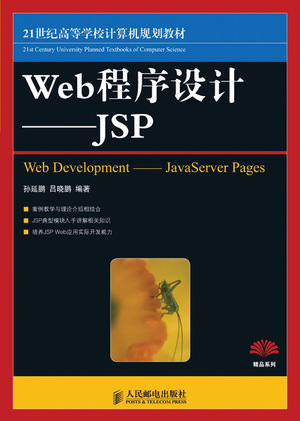 21世纪高等学校计算机规划教材
21st Century University Planned Textbooks of Computer Science
Web程序设计
——JSP
Web Development —— JavaServer Pages
孙延鹏 吕晓鹏 编著
案例教学与理论介绍相结合
JSP典型模块入手讲解相关知识
培养JSP Web应用实际开发能力
精品系列
人民邮电出版社
POSTS & TELECOM PRESS